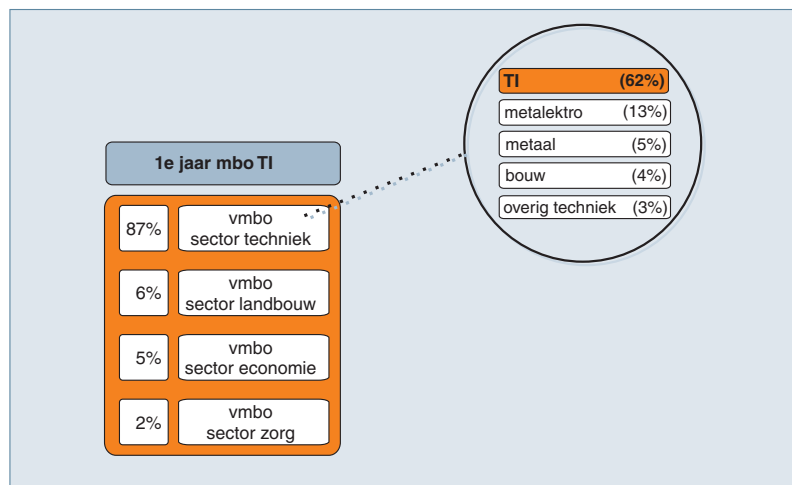 1e jaar mbo TI
87% vmbo
sector techniek
6% vmbo
sector landbouw
5% vmbo
sector economie
2% vmbo
sector zorg
TI (62%)
metalektro (13%)
metaal (5%)
bouw (4%)
overig techniek (3%)